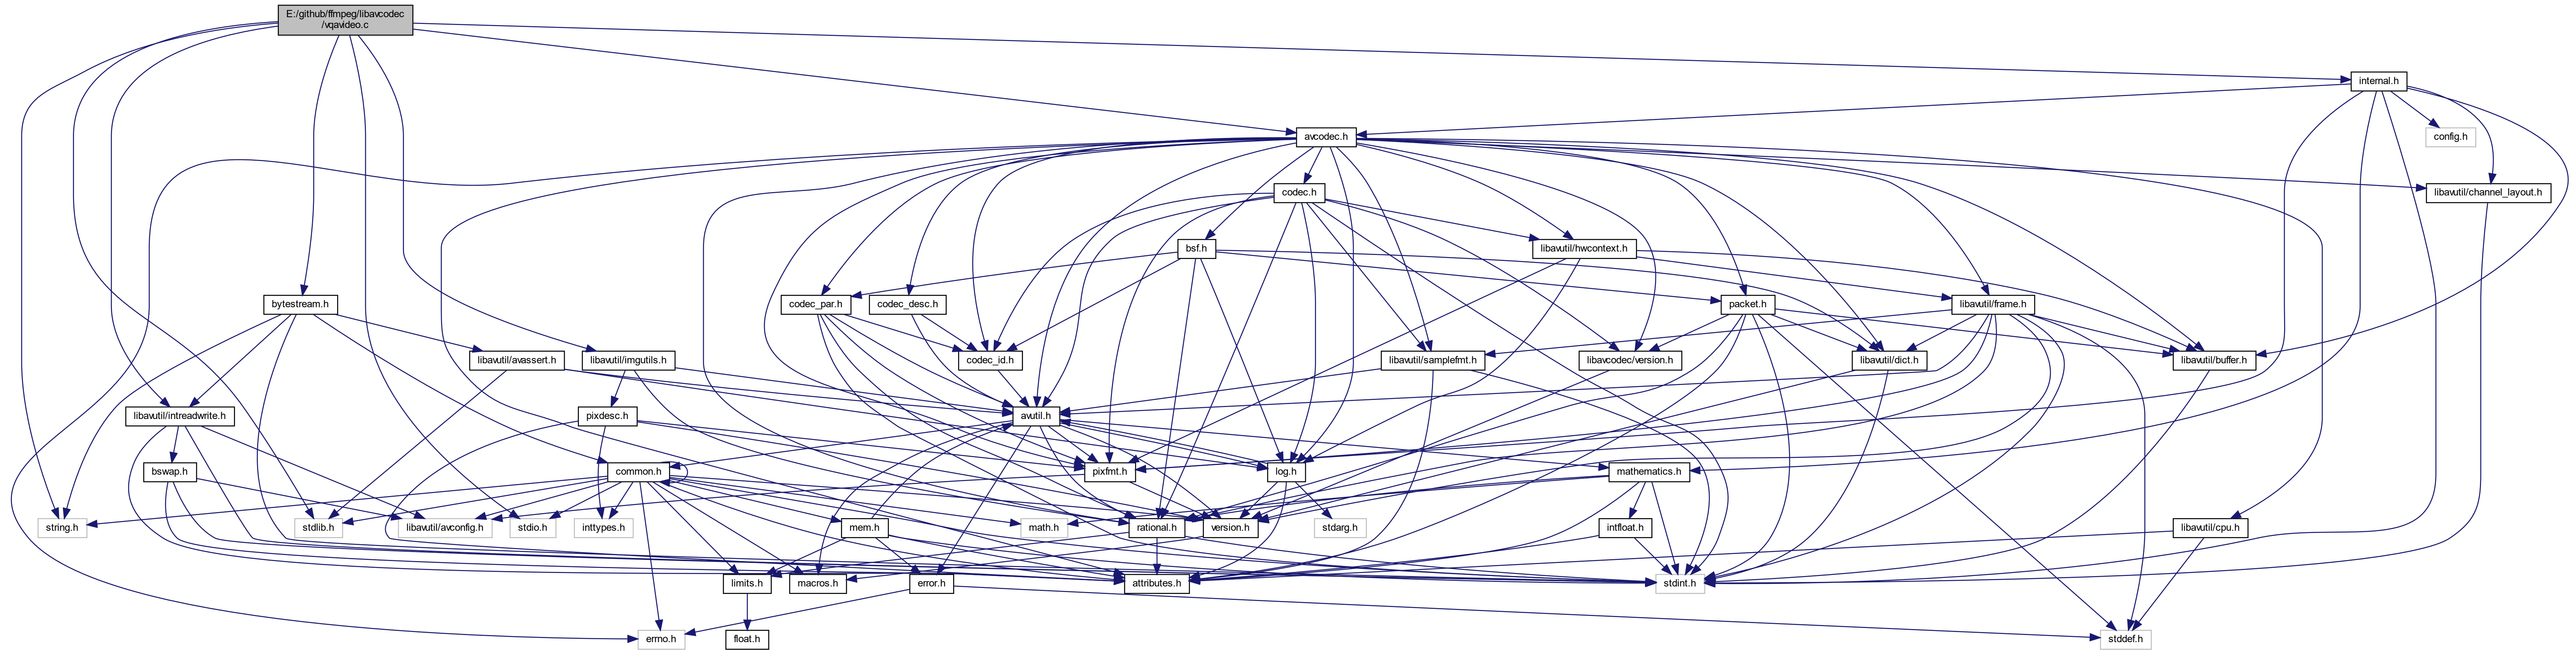 E:/github/ffmpeg/libavcodec
/vqavideo.c
internal.h
avcodec.h
config.h
codec.h
libavutil/channel_layout.h
bsf.h
libavutil/hwcontext.h
bytestream.h
codec_par.h
codec_desc.h
packet.h
libavutil/frame.h
libavutil/avassert.h
libavutil/imgutils.h
codec_id.h
libavutil/samplefmt.h
libavcodec/version.h
libavutil/dict.h
libavutil/buffer.h
libavutil/intreadwrite.h
pixdesc.h
avutil.h
bswap.h
common.h
pixfmt.h
log.h
mathematics.h
string.h
stdlib.h
libavutil/avconfig.h
stdio.h
inttypes.h
mem.h
math.h
rational.h
version.h
stdarg.h
intfloat.h
libavutil/cpu.h
limits.h
macros.h
error.h
attributes.h
stdint.h
errno.h
float.h
stddef.h